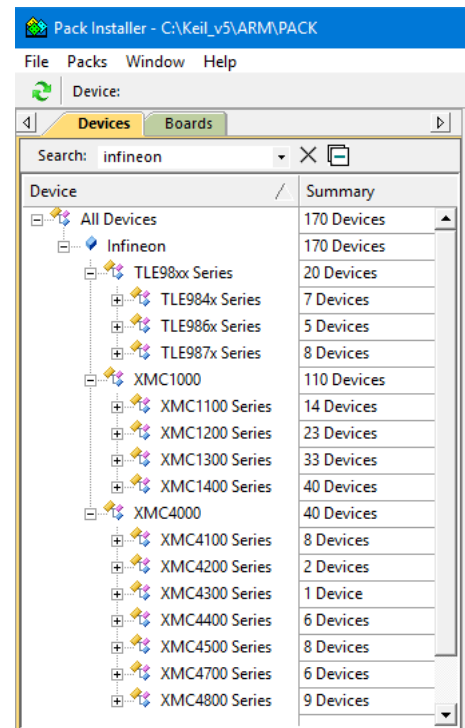 Pack Installer - C:\Keil_v5\ARM\PACK
File Packs Window Help
Device:
Devices Boards
Search: infineon
Device Summary
All Devices 170 Devices
Infineon 170 Devices
TLE98xx Series 20 Devices
TLE984x Series 7 Devices
TLE986x Series 5 Devices
TLE987x Series 8 Devices
XMC1000 110 Devices
XMC1100 Series 14 Devices
XMC1200 Series 23 Devices
XMC1300 Series 33 Devices
XMC1400 Series 40 Devices
XMC4000 40 Devices
XMC4100 Series 8 Devices
XMC4200 Series 2 Devices
XMC4300 Series 1 Device
XMC4400 Series 6 Devices
XMC4500 Series 8 Devices
XMC4700 Series 6 Devices
XMC4800 Series 9 Devices